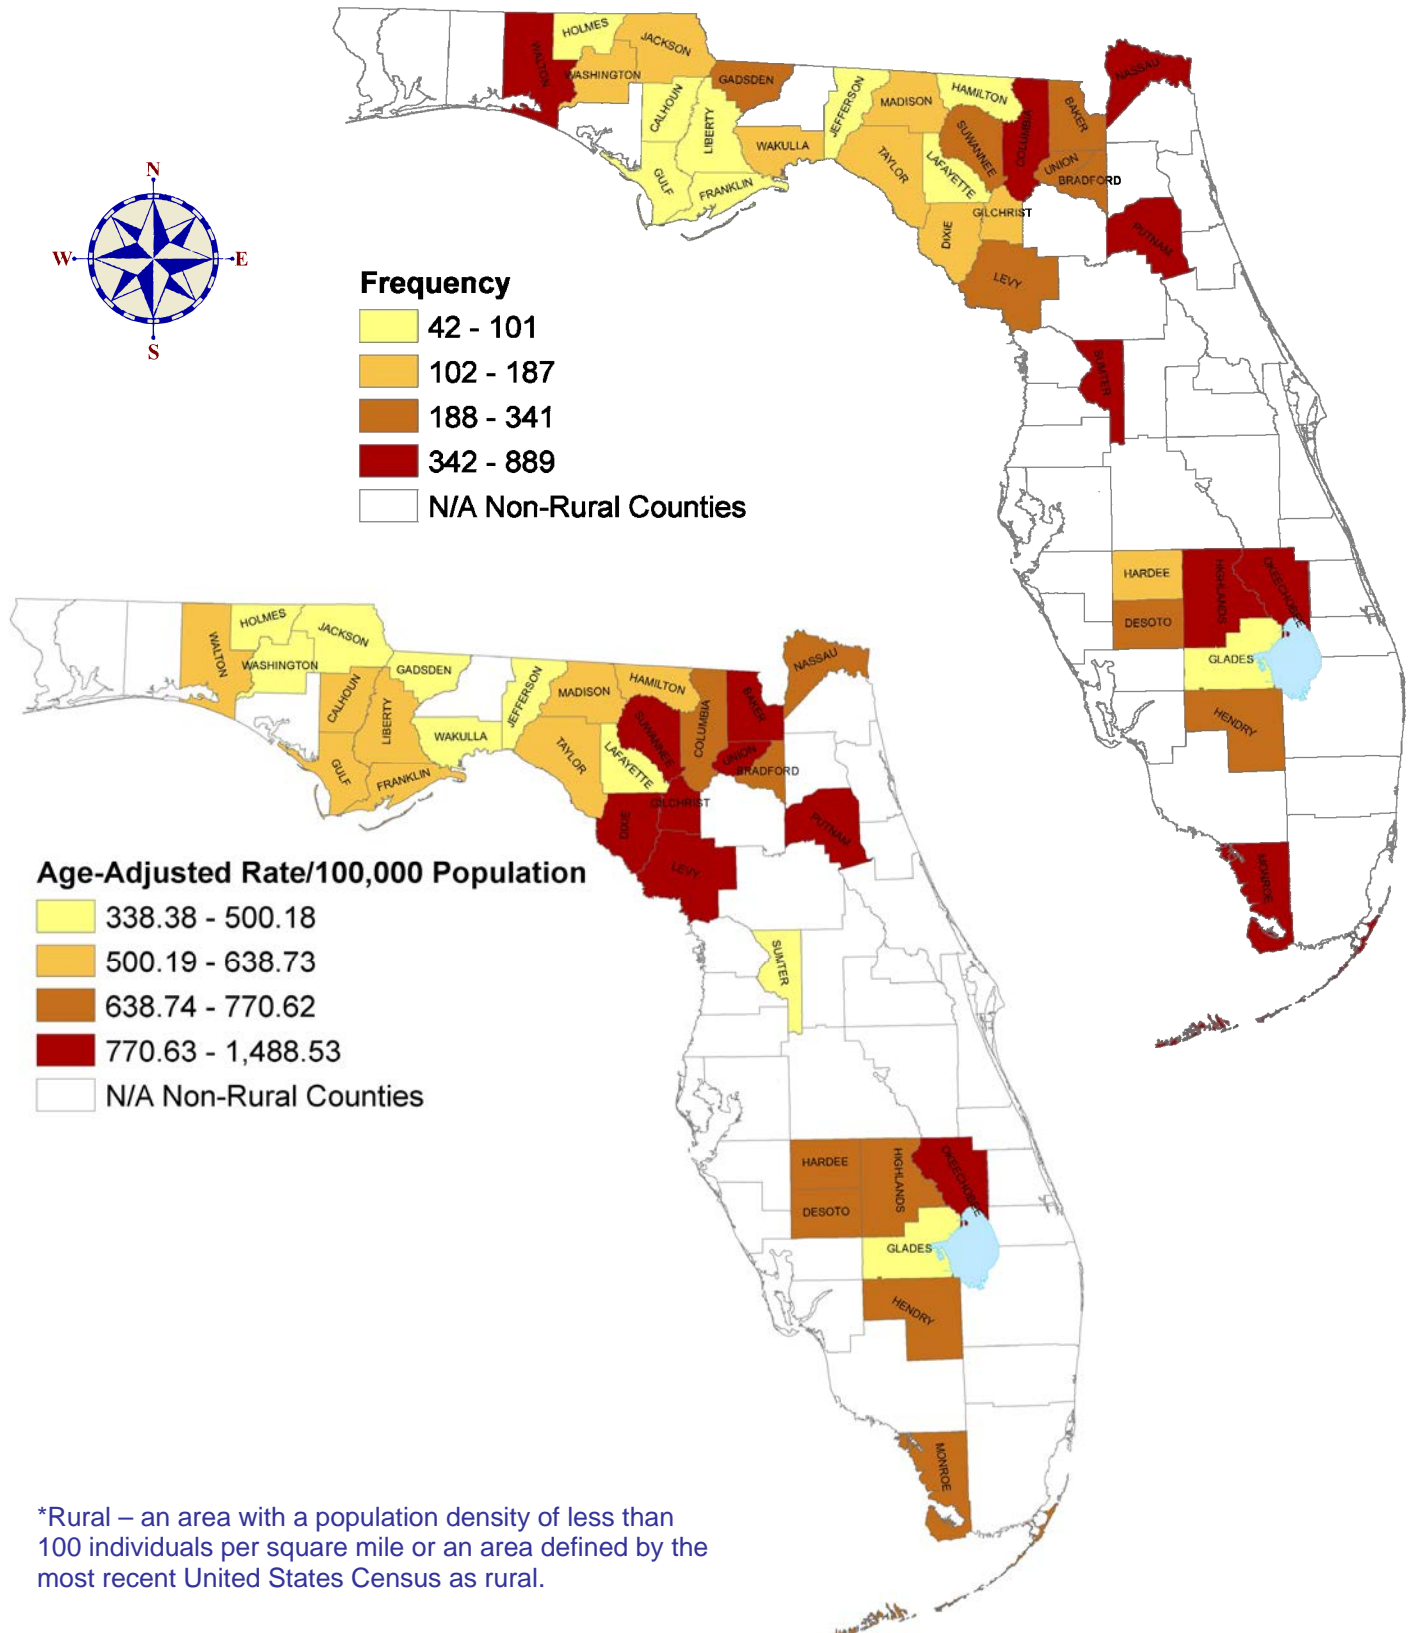 HOLMES
JACKSON
WALTON
WASHINGTON
GADSDEN
CALHOUN
LIBERTY
GULF
FRANKLIN
WAKULLA
JEFFERSON
MADISON
HAMILTON
TAYLOR
LAFAYETTE
SUWANNEE
COLUMBIA
BAKER
NASSAU
UNION
BRADFORD
GILCHRIST
DIXIE
LEVY
PUTNAM
SUMTER
HARDEE
DESOTO
HIGHLANDS
OKEECHOBEE
GLADES
HENDRY
MONROE
N
W
E
S
Frequency
42 - 101
102 - 187
188 - 341
342 - 889
N/A Non-Rural Counties
HOLMES
JACKSON
WALTON
WASHINGTON
GADSDEN
CALHOUN
LIBERTY
GULF
FRANKLIN
WAKULLA
JEFFERSON
MADISON
HAMILTON
TAYLOR
LAFAYETTE
SUWANNEE
COLUMBIA
BAKER
NASSAU
UNION
BRADFORD
GILCHRIST
DIXIE
LEVY
PUTNAM
SUMTER
HARDEE
DESOTO
HIGHLANDS
OKEECHOBEE
GLADES
HENDRY
MONROE
Age-Adjusted Rate/100,000 Population
338.38 - 500.18
500.19 - 638.73
638.74 - 770.62
770.63 - 1,488.53
N/A Non-Rural Counties
*Rural – an area with a population density of less than
100 individuals per square mile or an area defined by the
most recent United States Census as rural.